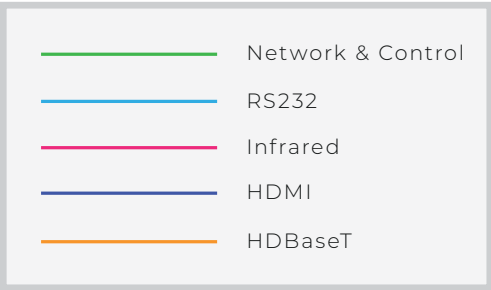 Network & Control
RS232
Infrared
HDMI
HDBaseT